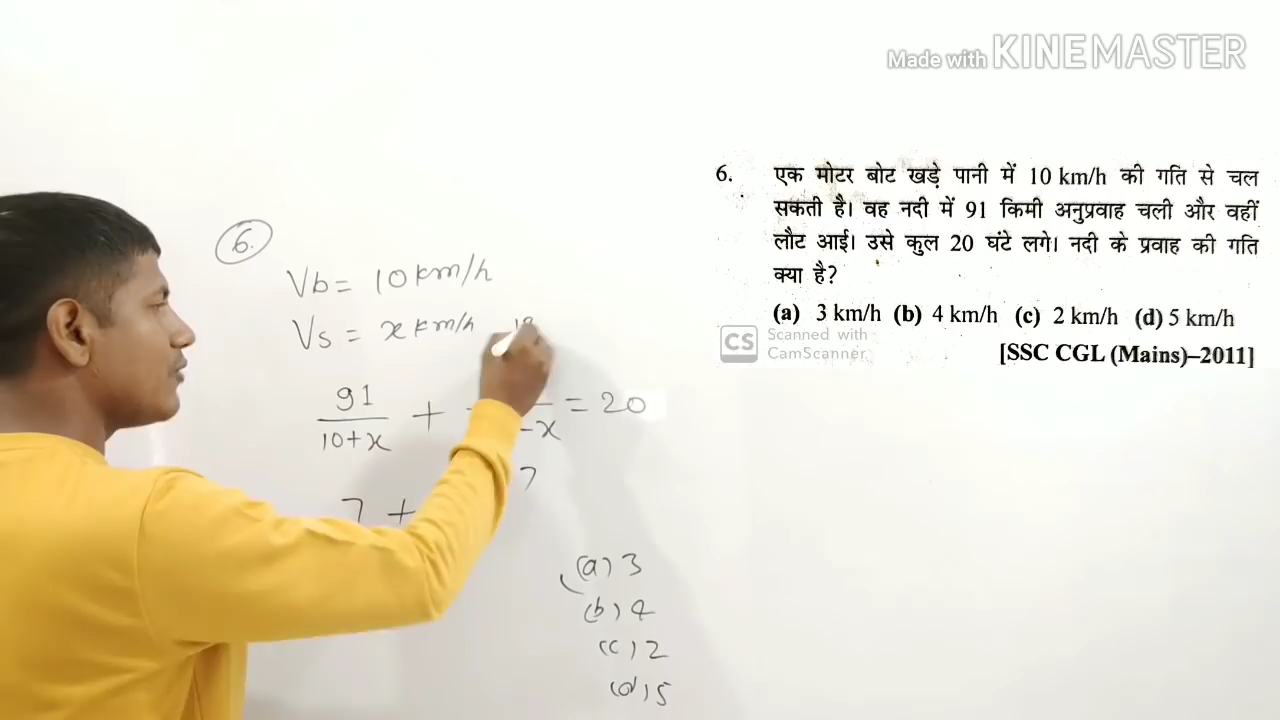 Made with KINEMASTER
6. एक मोटर बोट खड़े पानी में 10 km/h की गति से चल
सकती है। वह नदी में 91 किमी अनुप्रवाह चली और वहीं
लौट आई। उसे कुल 20 घंटे लगे। नदी के प्रवाह की गति
क्या है?
(a) 3 km/h (b) 4 km/h (c) 2 km/h (d) 5 km/h
CS Scanned with
CamScanner
[SSC CGL (Mains)–2011]
6.
Vb = 10 km/h
Vs = x km/h
91/10+x + -x = 20
7
7 +
(a) 3
(b) 4
(c) 2
(d) 5